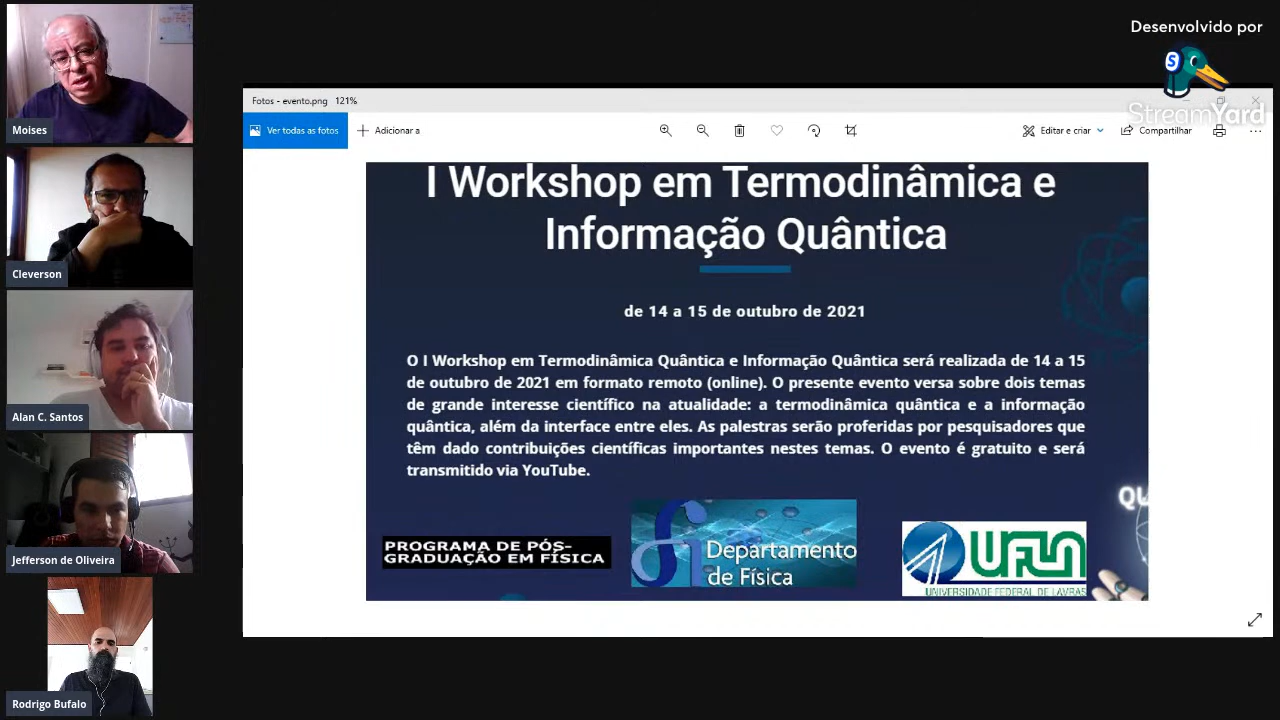 Moises
Cleverson
Alan C. Santos
Jefferson de Oliveira
Rodrigo Bufalo
Desenvolvido por
S
StreamYard
Fotos - evento.png 121%
Ver todas as fotos
Adicionar a
Editar e criar
Compartilhar
I Workshop em Termodinâmica e
Informação Quântica
de 14 a 15 de outubro de 2021
O I Workshop em Termodinâmica Quântica e Informação Quântica será realizada de 14 a 15
de outubro de 2021 em formato remoto (online). O presente evento versa sobre dois temas
de grande interesse científico na atualidade: a termodinâmica quântica e a informação
quântica, além da interface entre eles. As palestras serão proferidas por pesquisadores que
têm dado contribuições científicas importantes nestes temas. O evento é gratuito e será
transmitido via YouTube.
QU
PROGRAMA DE PÓS-
GRADUAÇÃO EM FÍSICA
Departamento
de Física
UFLA
UNIVERSIDADE FEDERAL DE LAVRAS